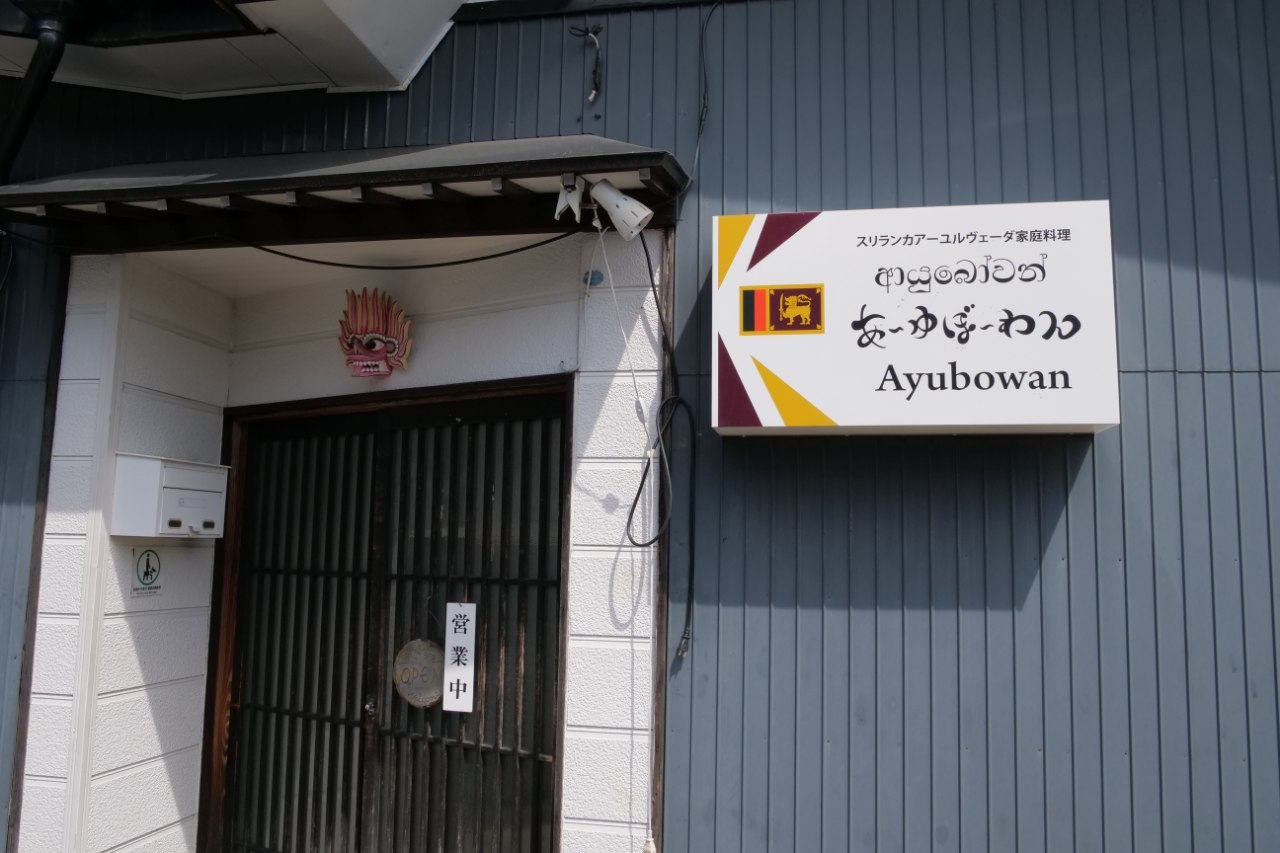 スリランカアーユルヴェーダ家庭料理
ආයුබෝවන්
あーゆぼーわん
Ayubowan
OPEN
営業中